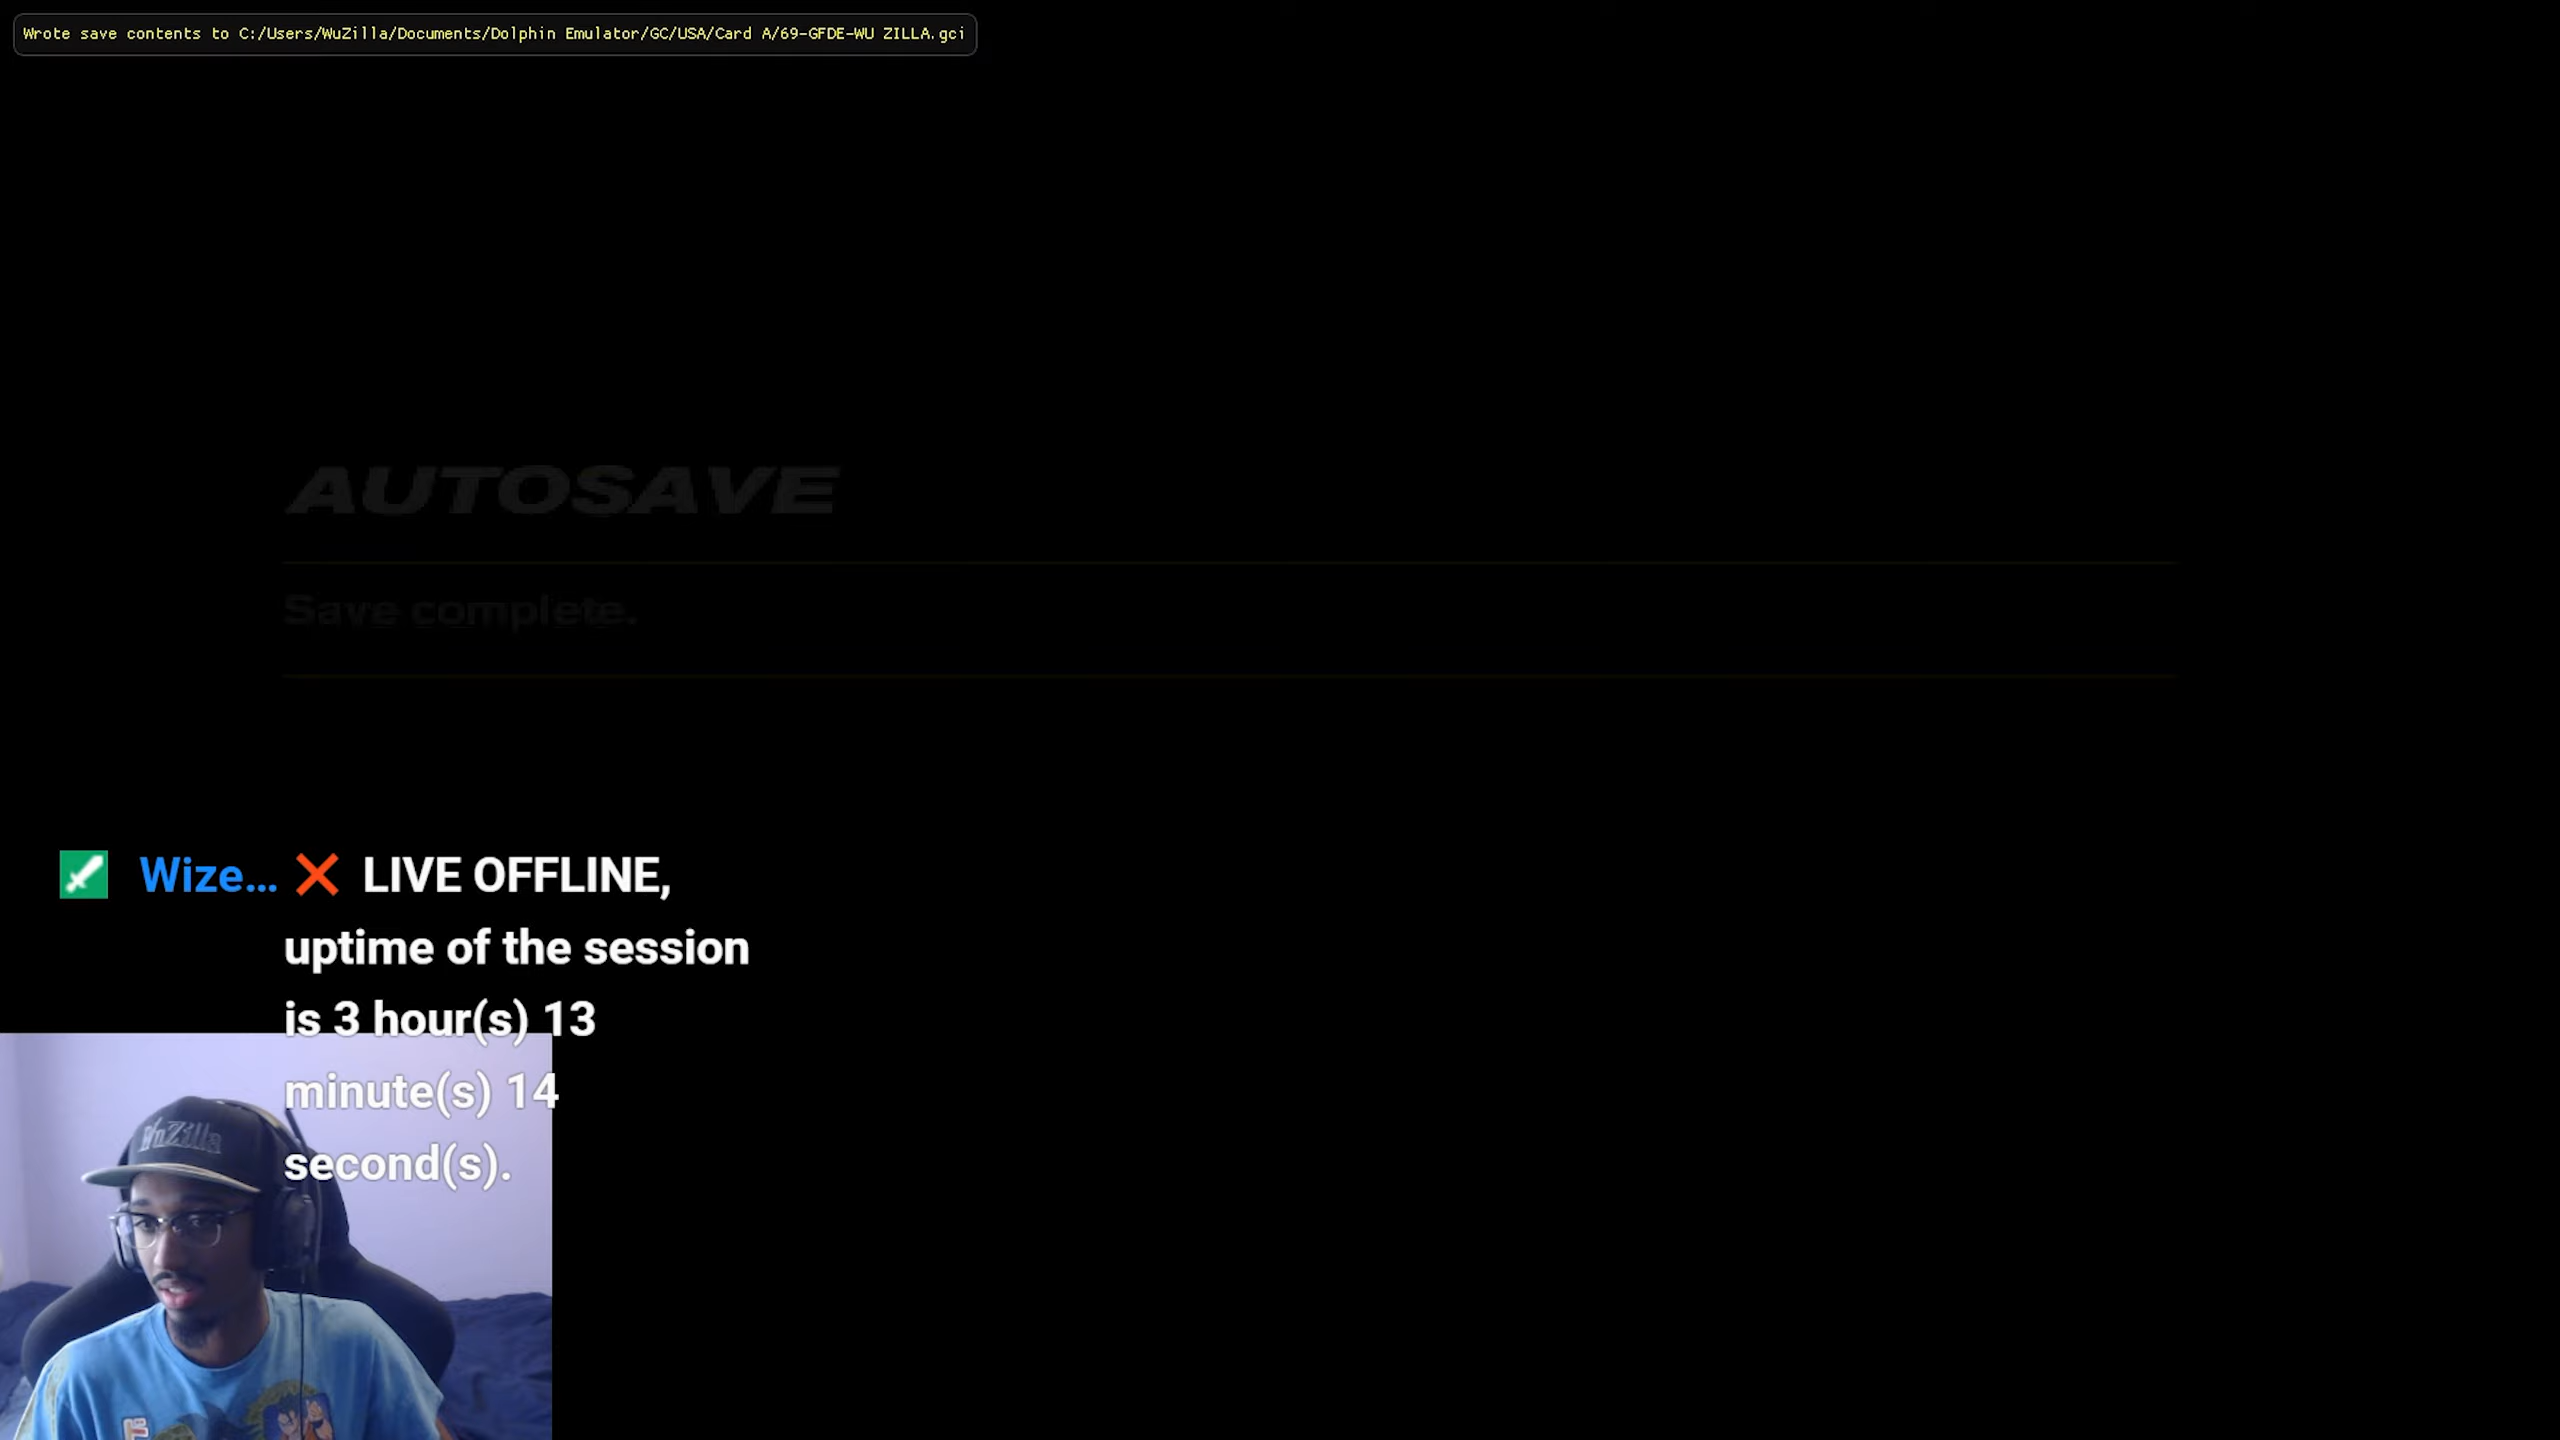 Wrote save contents to C:/Users/WuZilla/Documents/Dolphin Emulator/GC/USA/Card A/69-GFDE-WU ZILLA.gci
AUTOSAVE
Save complete.
Wize... ❌ LIVE OFFLINE,
uptime of the session
is 3 hour(s) 13
minute(s) 14
second(s).
WuZilla